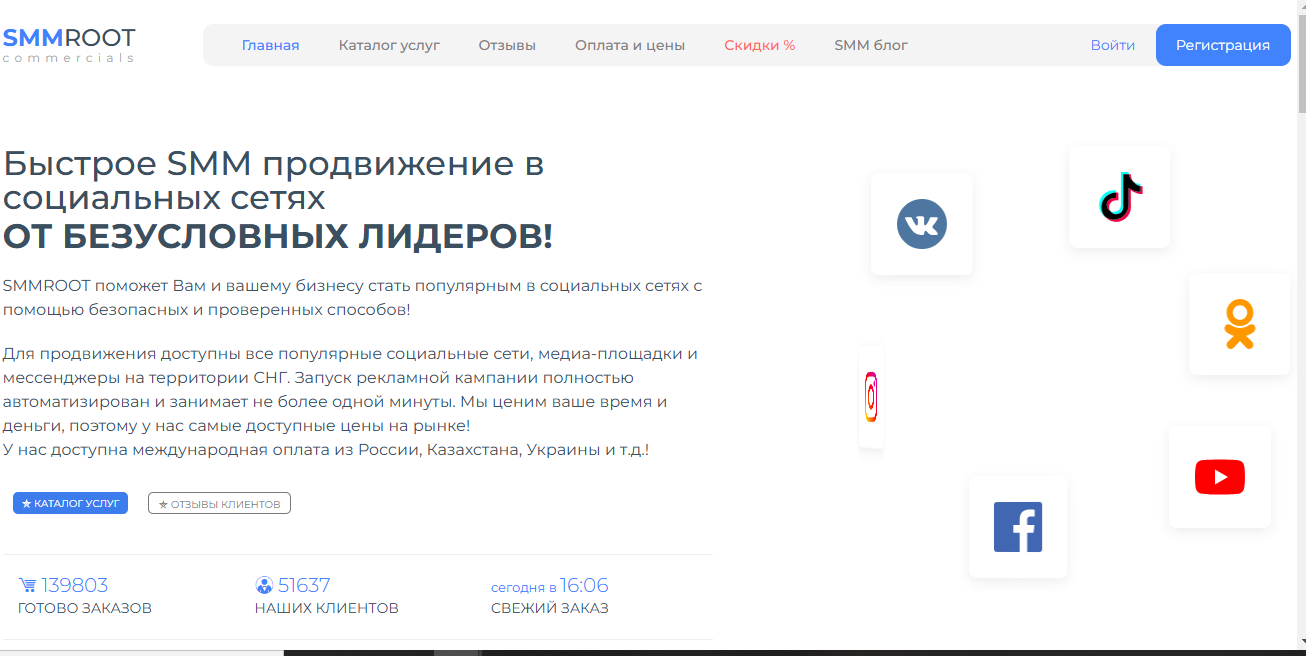 SMMROOT
commercials
Главная Каталог услуг Отзывы Оплата и цены Скидки % SMM блог Войти Регистрация
Быстрое SMM продвижение в
социальных сетях
ОТ БЕЗУСЛОВНЫХ ЛИДЕРОВ!
SMMROOT поможет Вам и вашему бизнесу стать популярным в социальных сетях с
помощью безопасных и проверенных способов!
Для продвижения доступны все популярные социальные сети, медиа-площадки и
мессенджеры на территории СНГ. Запуск рекламной кампании полностью
автоматизирован и занимает не более одной минуты. Мы ценим ваше время и
деньги, поэтому у нас самые доступные цены на рынке!
У нас доступна международная оплата из России, Казахстана, Украины и т.д.!
★ КАТАЛОГ УСЛУГ ★ ОТЗЫВЫ КЛИЕНТОВ
139803 51637 сегодня в 16:06
ГОТОВО ЗАКАЗОВ НАШИХ КЛИЕНТОВ СВЕЖИЙ ЗАКАЗ